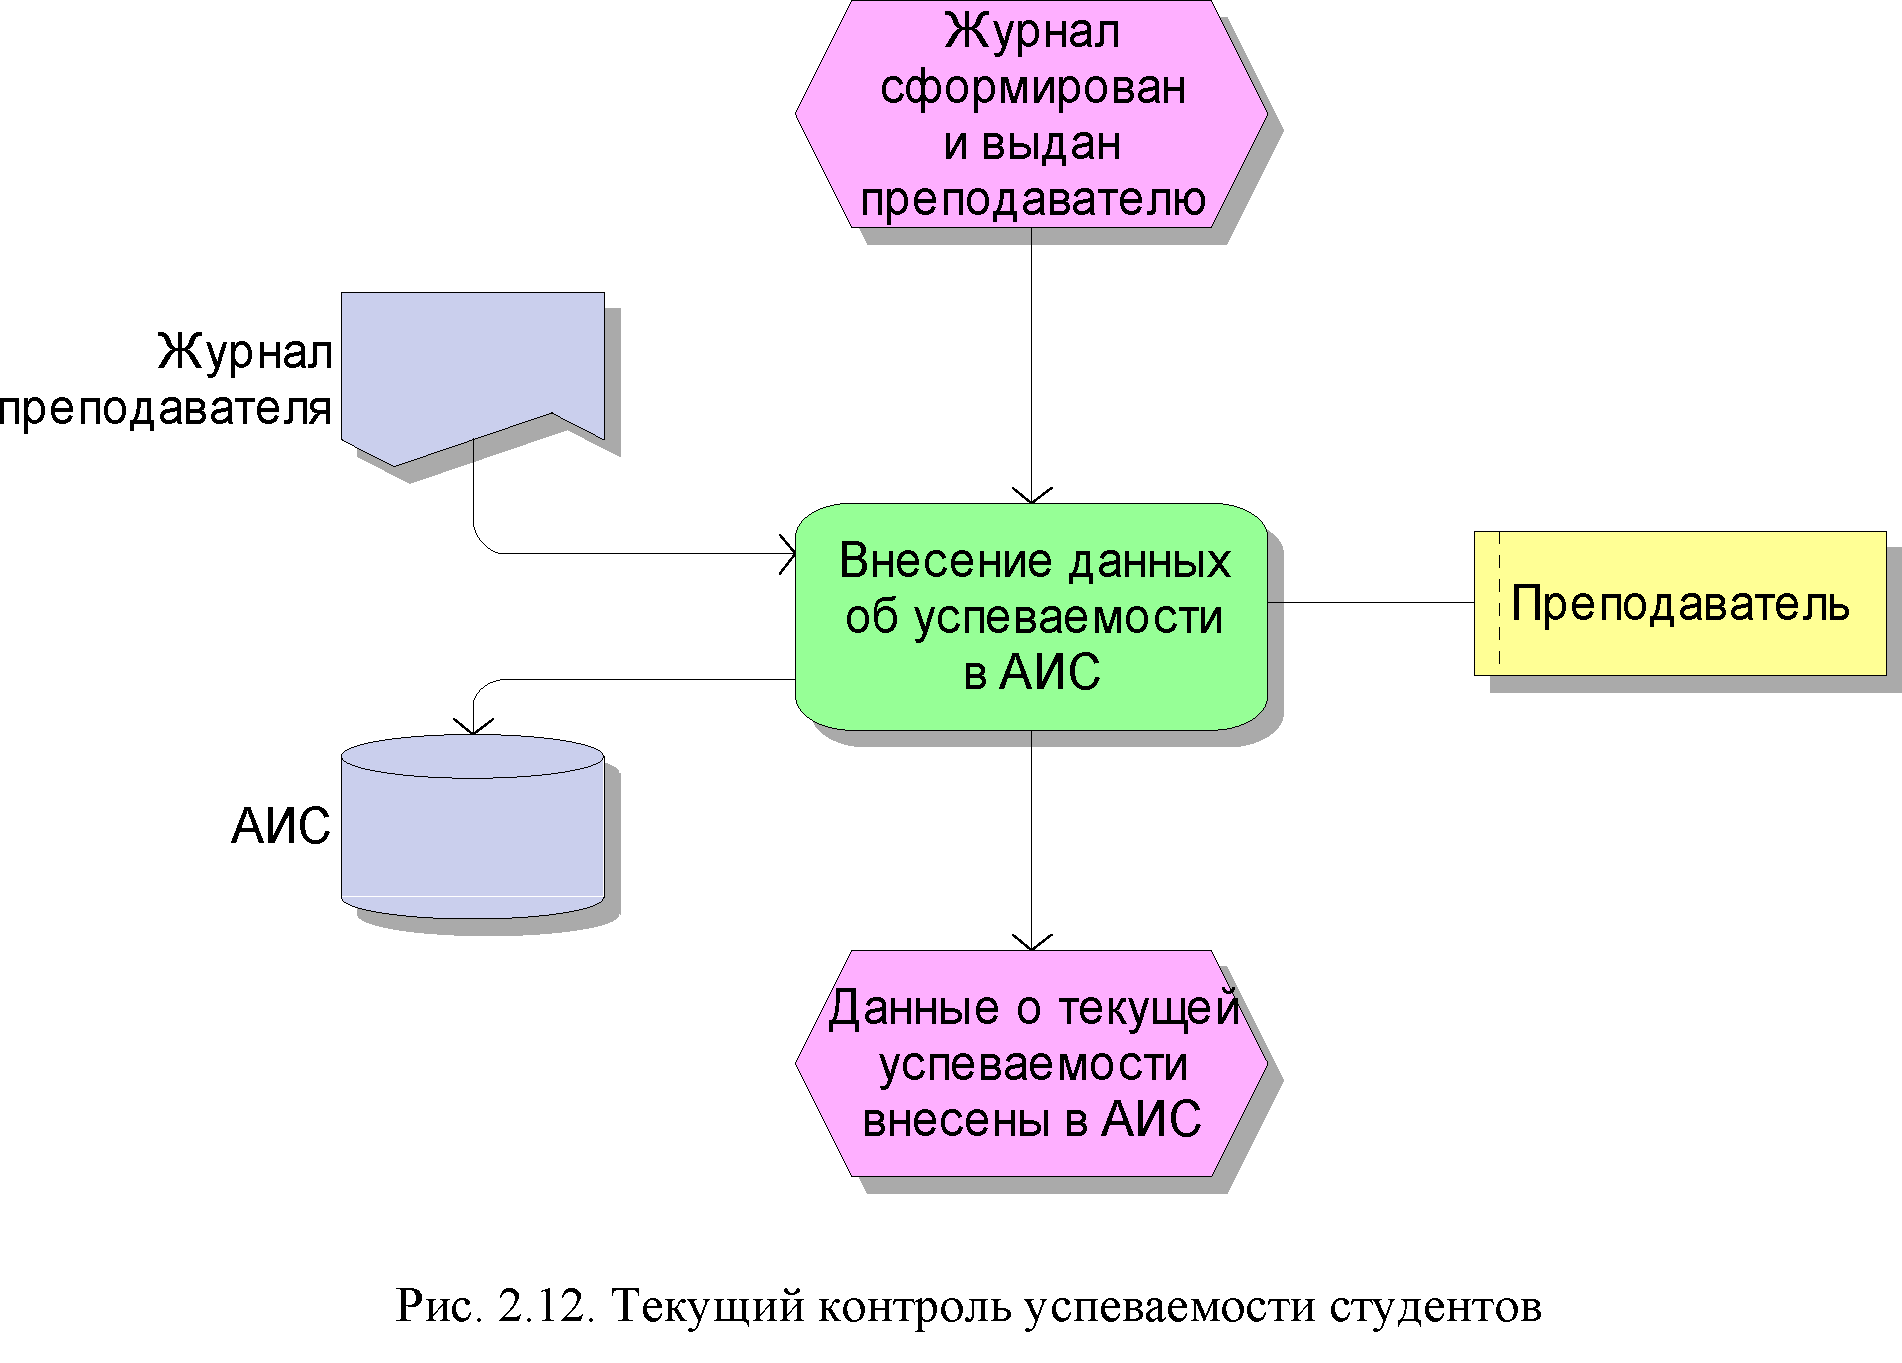 Журнал
сформирован
и выдан
преподавателю
Журнал
преподавателя
Внесение данных
об успеваемости
в АИС
Преподаватель
АИС
Данные о текущей
успеваемости
внесены в АИС
Рис. 2.12. Текущий контроль успеваемости студентов